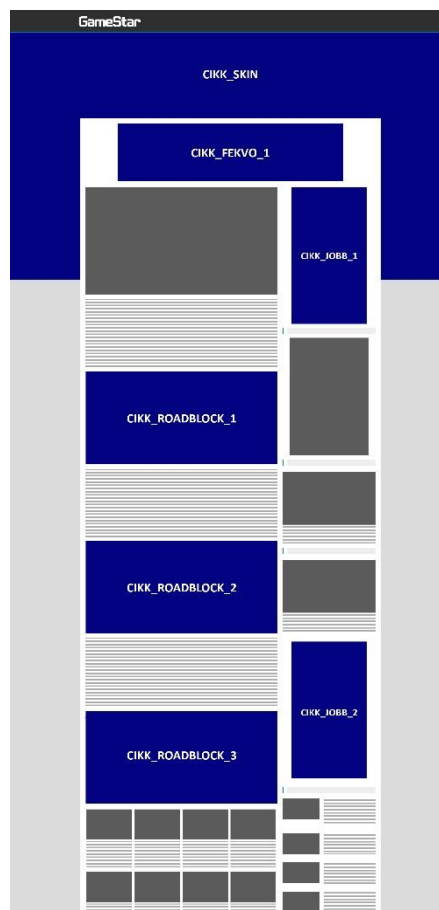 GameStar
CIKK_SKIN
CIKK_FEKVO_1
CIKK_JOBB_1
CIKK_ROADBLOCK_1
CIKK_ROADBLOCK_2
CIKK_JOBB_2
CIKK_ROADBLOCK_3